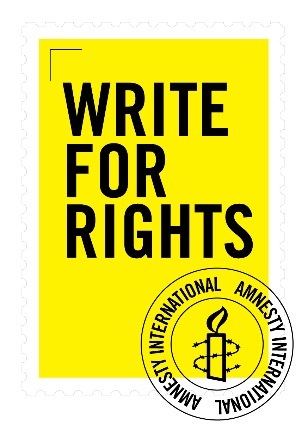 WRITE
FOR
RIGHTS
AMNESTY INTERNATIONAL
AMNESTY INTERNATIONAL